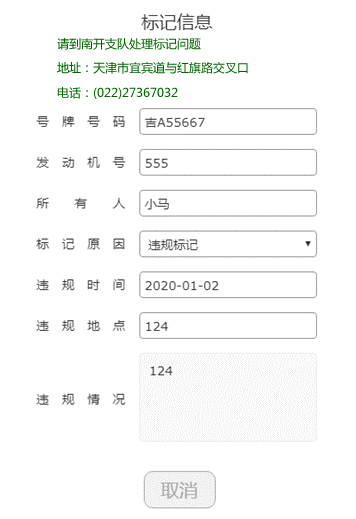 标记信息
请到南开支队处理标记问题
地址：天津市宜宾道与红旗路交叉口
电话：(022)27367032
号牌号码 吉A55667
发动机号 555
所有人 小马
标记原因 违规标记
违规时间 2020-01-02
违规地点 124
违规情况 124
取消